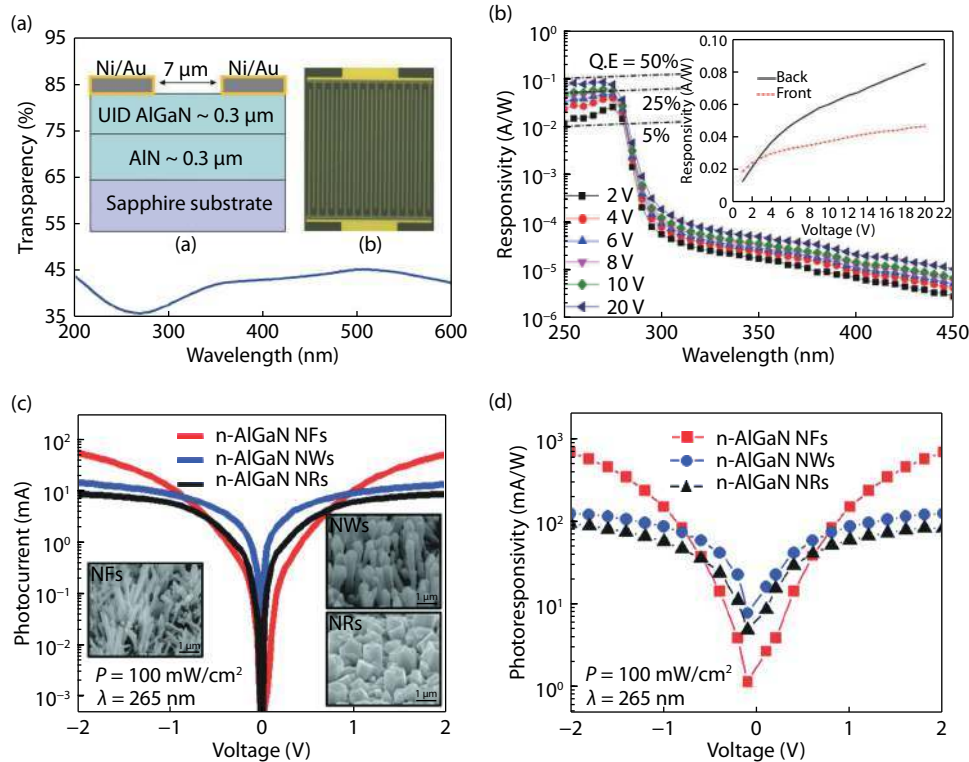 (a)
95
85
75
65
55
45
35
Transparency (%)
Ni/Au
7 μm
Ni/Au
UID AlGaN ~ 0.3 μm
AlN ~ 0.3 μm
Sapphire substrate
(a)
(b)
200
300
400
500
600
Wavelength (nm)
(b)
10⁰
10⁻¹
10⁻²
10⁻³
10⁻⁴
10⁻⁵
10⁻⁶
Responsivity (A/W)
Q.E = 50%
25%
5%
2 V
4 V
6 V
8 V
10 V
20 V
0.10
0.08
0.06
0.04
0.02
0
Responsivity (A/W)
Back
Front
0 2 4 6 8 10 12 14 16 18 20 22
Voltage (V)
250
300
350
400
450
Wavelength (nm)
(c)
10²
10¹
10⁰
10⁻¹
10⁻²
10⁻³
Photocurrent (mA)
n-AlGaN NFs
n-AlGaN NWs
n-AlGaN NRs
NFs
1 μm
NWs
1 μm
NRs
1 μm
P = 100 mW/cm²
λ = 265 nm
−2
−1
0
1
2
Voltage (V)
(d)
10³
10²
10¹
10⁰
Photoresponsivity (mA/W)
n-AlGaN NFs
n-AlGaN NWs
n-AlGaN NRs
P = 100 mW/cm²
λ = 265 nm
−2
−1
0
1
2
Voltage (V)